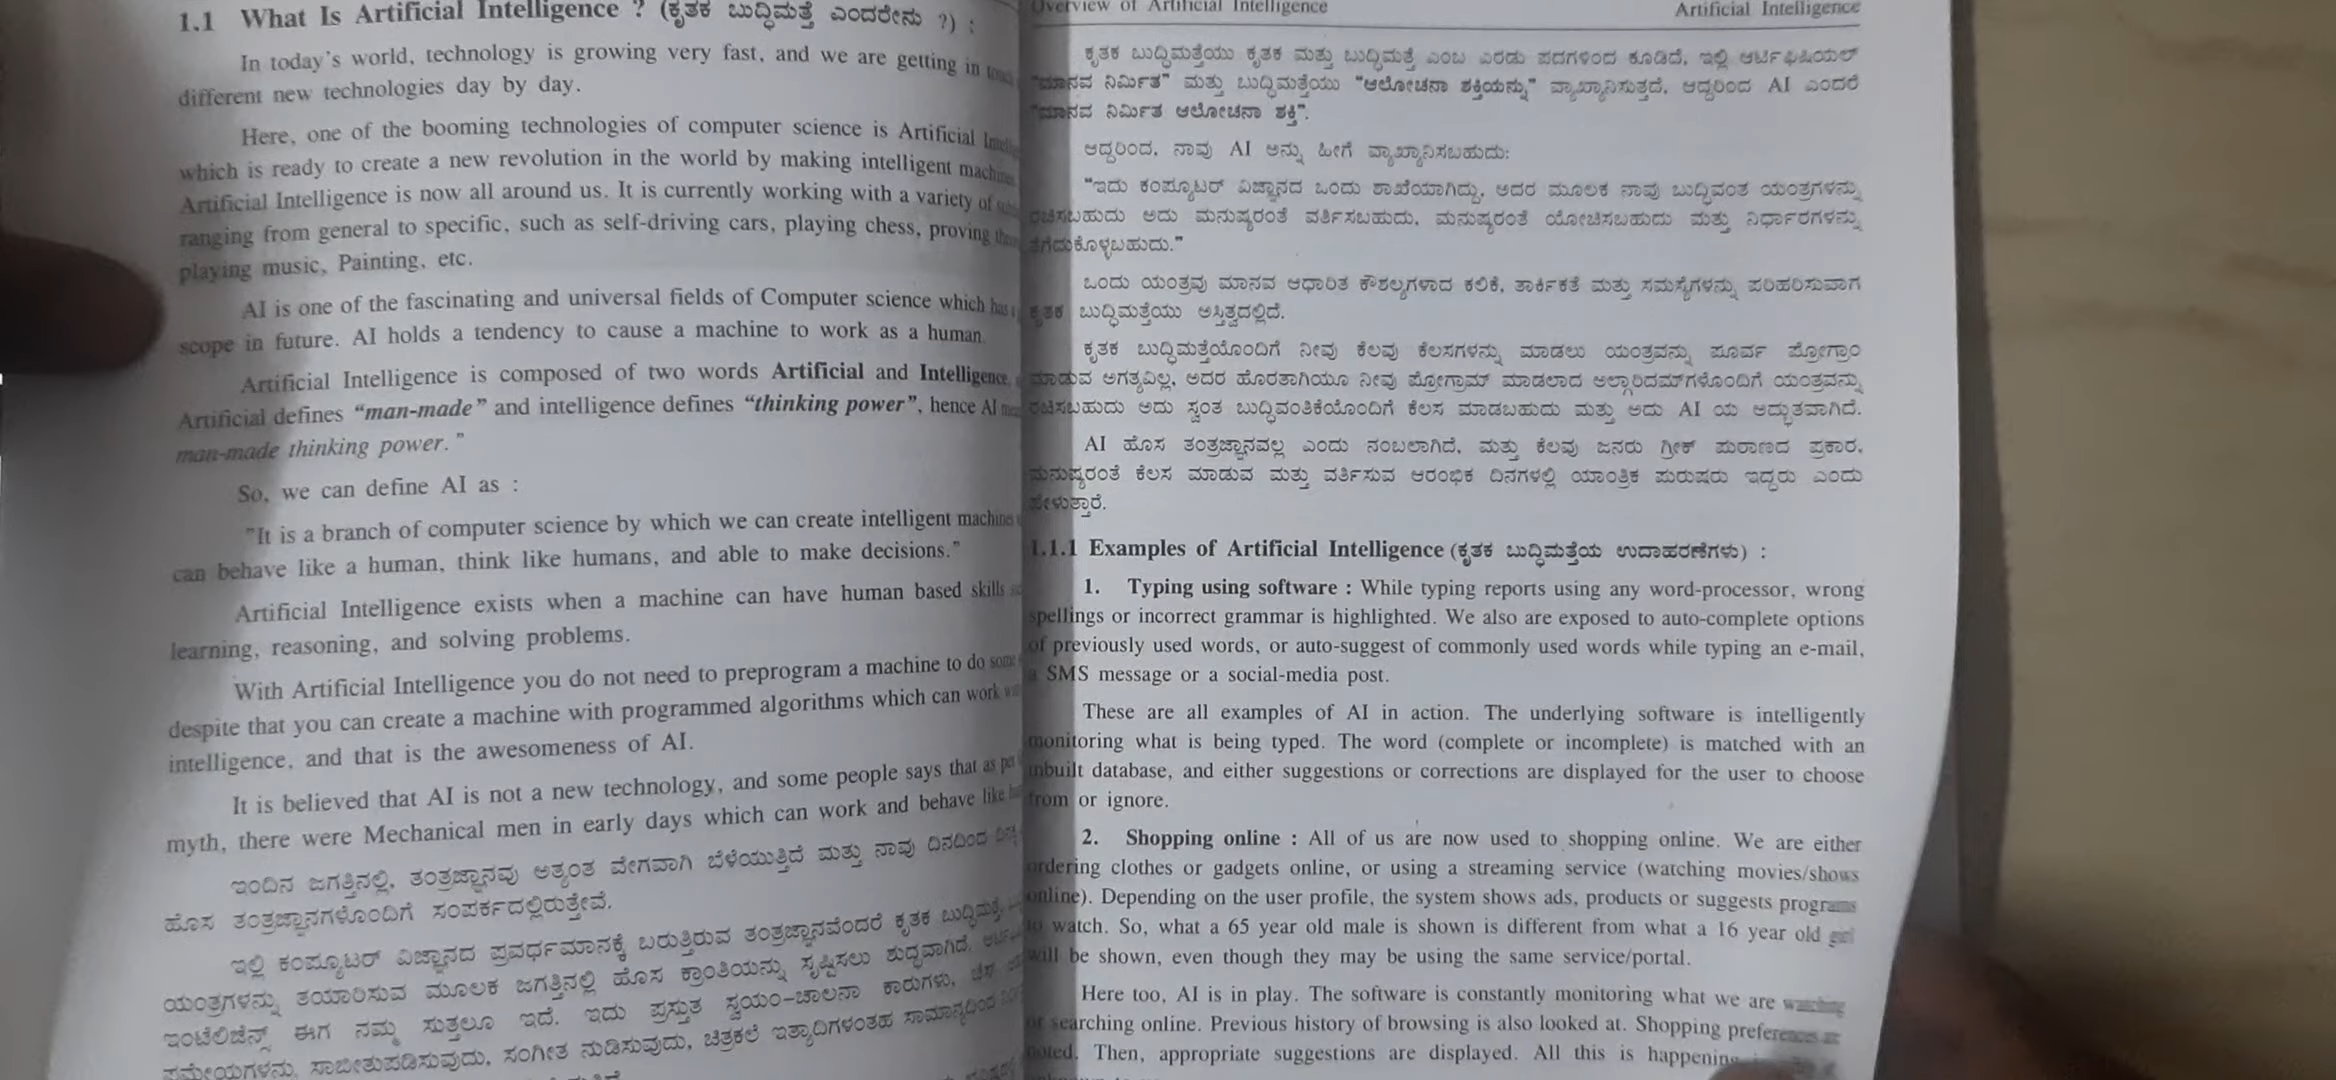 1.1 What Is Artificial Intelligence ? (ಕೃತಕ ಬುದ್ಧಿಮತ್ತೆ ಎಂದರೇನು ?) :
In today's world, technology is growing very fast, and we are getting in touch
different new technologies day by day.
Here, one of the booming technologies of computer science is Artificial
which is ready to create a new revolution in the world by making intelligent
Artificial Intelligence is now all around us. It is currently working with a variety of
ranging from general to specific, such as self-driving cars, playing chess, proving
playing music, Painting, etc.
AI is one of the fascinating and universal fields of Computer science which has
scope in future. AI holds a tendency to cause a machine to work as a human.
Artificial Intelligence is composed of two words Artificial and Intelligence,
Artificial defines “man-made” and intelligence defines “thinking power”, hence AI
man-made thinking power.”
So, we can define AI as :
"It is a branch of computer science by which we can create intelligent machines
can behave like a human, think like humans, and able to make decisions."
Artificial Intelligence exists when a machine can have human based skills
learning, reasoning, and solving problems.
With Artificial Intelligence you do not need to preprogram a machine to do some
despite that you can create a machine with programmed algorithms which can work
intelligence, and that is the awesomeness of AI.
It is believed that AI is not a new technology, and some people says that as per
myth, there were Mechanical men in early days which can work and behave like
ಇಂದಿನ ಜಗತ್ತಿನಲ್ಲಿ, ತಂತ್ರಜ್ಞಾನವು ಅತ್ಯಂತ ವೇಗವಾಗಿ ಬೆಳೆಯುತ್ತಿದೆ ಮತ್ತು ನಾವು ದಿನದಿಂದ
ಹೊಸ ತಂತ್ರಜ್ಞಾನಗಳೊಂದಿಗೆ ಸಂಪರ್ಕದಲ್ಲಿರುತ್ತೇವೆ.
ಇಲ್ಲಿ ಕಂಪ್ಯೂಟರ್ ವಿಜ್ಞಾನದ ಪ್ರವರ್ಧಮಾನಕ್ಕೆ ಬರುತ್ತಿರುವ ತಂತ್ರಜ್ಞಾನವೆಂದರೆ ಕೃತಕ ಬುದ್ಧಿಮತ್ತೆ,
ಯಂತ್ರಗಳನ್ನು ತಯಾರಿಸುವ ಮೂಲಕ ಜಗತ್ತಿನಲ್ಲಿ ಹೊಸ ಕ್ರಾಂತಿಯನ್ನು ಸೃಷ್ಟಿಸಲು ಶುದ್ಧವಾಗಿದೆ.
ಇಂಟೆಲಿಜೆನ್ಸ್ ಈಗ ನಮ್ಮ ಸುತ್ತಲೂ ಇದೆ. ಇದು ಪ್ರಸ್ತುತ ಸ್ವಯಂ-ಚಾಲನಾ ಕಾರುಗಳು, ಚೆಸ್
ಪ್ರಮೇಯಗಳನ್ನು ಸಾಬೀತುಪಡಿಸುವುದು, ಸಂಗೀತ ನುಡಿಸುವುದು, ಚಿತ್ರಕಲೆ ಇತ್ಯಾದಿಗಳಂತಹ ಸಾಮಾನ್ಯದಿಂದ
Overview of Artificial Intelligence Artificial Intelligence
ಕೃತಕ ಬುದ್ಧಿಮತ್ತೆಯು ಕೃತಕ ಮತ್ತು ಬುದ್ಧಿಮತ್ತೆ ಎಂಬ ಎರಡು ಪದಗಳಿಂದ ಕೂಡಿದೆ, ಇಲ್ಲಿ ಆರ್ಟಿಫಿಷಿಯಲ್
“ಮಾನವ ನಿರ್ಮಿತ” ಮತ್ತು ಬುದ್ಧಿಮತ್ತೆಯು “ಆಲೋಚನಾ ಶಕ್ತಿಯನ್ನು” ವ್ಯಾಖ್ಯಾನಿಸುತ್ತದೆ, ಆದ್ದರಿಂದ AI ಎಂದರೆ
“ಮಾನವ ನಿರ್ಮಿತ ಆಲೋಚನಾ ಶಕ್ತಿ”.
ಆದ್ದರಿಂದ, ನಾವು AI ಅನ್ನು ಹೀಗೆ ವ್ಯಾಖ್ಯಾನಿಸಬಹುದು:
“ಇದು ಕಂಪ್ಯೂಟರ್ ವಿಜ್ಞಾನದ ಒಂದು ಶಾಖೆಯಾಗಿದ್ದು, ಅದರ ಮೂಲಕ ನಾವು ಬುದ್ಧಿವಂತ ಯಂತ್ರಗಳನ್ನು
ರಚಿಸಬಹುದು ಅದು ಮನುಷ್ಯರಂತೆ ವರ್ತಿಸಬಹುದು, ಮನುಷ್ಯರಂತೆ ಯೋಚಿಸಬಹುದು ಮತ್ತು ನಿರ್ಧಾರಗಳನ್ನು
ತೆಗೆದುಕೊಳ್ಳಬಹುದು.”
ಒಂದು ಯಂತ್ರವು ಮಾನವ ಆಧಾರಿತ ಕೌಶಲ್ಯಗಳಾದ ಕಲಿಕೆ, ತಾರ್ಕಿಕತೆ ಮತ್ತು ಸಮಸ್ಯೆಗಳನ್ನು ಪರಿಹರಿಸುವಾಗ
ಕೃತಕ ಬುದ್ಧಿಮತ್ತೆಯು ಅಸ್ತಿತ್ವದಲ್ಲಿದೆ.
ಕೃತಕ ಬುದ್ಧಿಮತ್ತೆಯೊಂದಿಗೆ ನೀವು ಕೆಲವು ಕೆಲಸಗಳನ್ನು ಮಾಡಲು ಯಂತ್ರವನ್ನು ಪೂರ್ವ ಪ್ರೋಗ್ರಾಂ
ಮಾಡುವ ಅಗತ್ಯವಿಲ್ಲ, ಅದರ ಹೊರತಾಗಿಯೂ ನೀವು ಪ್ರೋಗ್ರಾಮ್ ಮಾಡಲಾದ ಅಲ್ಗಾರಿದಮ್‌ಗಳೊಂದಿಗೆ ಯಂತ್ರವನ್ನು
ರಚಿಸಬಹುದು ಅದು ಸ್ವಂತ ಬುದ್ಧಿವಂತಿಕೆಯೊಂದಿಗೆ ಕೆಲಸ ಮಾಡಬಹುದು ಮತ್ತು ಅದು AI ಯ ಅದ್ಭುತವಾಗಿದೆ.
AI ಹೊಸ ತಂತ್ರಜ್ಞಾನವಲ್ಲ ಎಂದು ನಂಬಲಾಗಿದೆ, ಮತ್ತು ಕೆಲವು ಜನರು ಗ್ರೀಕ್ ಪುರಾಣದ ಪ್ರಕಾರ,
ಮನುಷ್ಯರಂತೆ ಕೆಲಸ ಮಾಡುವ ಮತ್ತು ವರ್ತಿಸುವ ಆರಂಭಿಕ ದಿನಗಳಲ್ಲಿ ಯಾಂತ್ರಿಕ ಪುರುಷರು ಇದ್ದರು ಎಂದು
ಹೇಳುತ್ತಾರೆ.
1.1.1 Examples of Artificial Intelligence (ಕೃತಕ ಬುದ್ಧಿಮತ್ತೆಯ ಉದಾಹರಣೆಗಳು) :
1. Typing using software : While typing reports using any word-processor, wrong
spellings or incorrect grammar is highlighted. We also are exposed to auto-complete options
of previously used words, or auto-suggest of commonly used words while typing an e-mail,
a SMS message or a social-media post.
These are all examples of AI in action. The underlying software is intelligently
monitoring what is being typed. The word (complete or incomplete) is matched with an
inbuilt database, and either suggestions or corrections are displayed for the user to choose
from or ignore.
2. Shopping online : All of us are now used to shopping online. We are either
ordering clothes or gadgets online, or using a streaming service (watching movies/shows
online). Depending on the user profile, the system shows ads, products or suggests programs
to watch. So, what a 65 year old male is shown is different from what a 16 year old girl
will be shown, even though they may be using the same service/portal.
Here too, AI is in play. The software is constantly monitoring what we are watching
or searching online. Previous history of browsing is also looked at. Shopping preferences are
noted. Then, appropriate suggestions are displayed. All this is happening